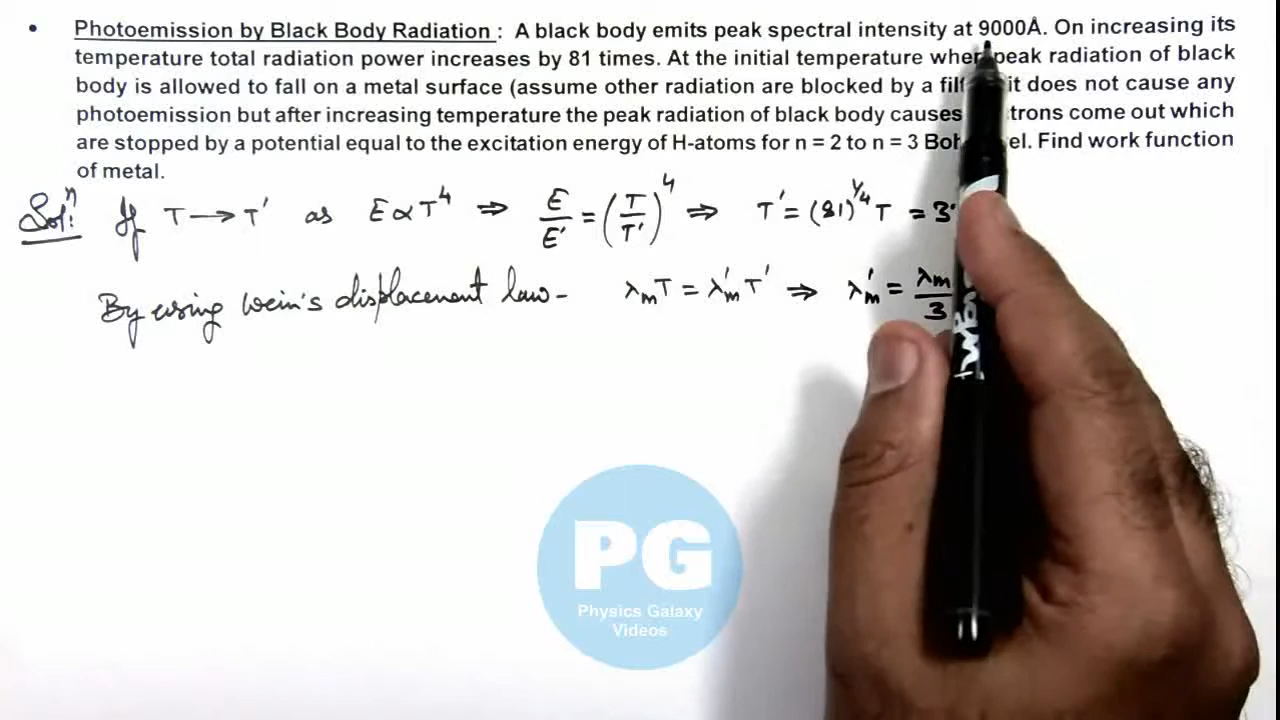 • Photoemission by Black Body Radiation : A black body emits peak spectral intensity at 9000Å. On increasing its
temperature total radiation power increases by 81 times. At the initial temperature when peak radiation of black
body is allowed to fall on a metal surface (assume other radiation are blocked by a it does not cause any
photoemission but after increasing temperature the peak radiation of black body causes come out which
are stopped by a potential equal to the excitation energy of H-atoms for n = 2 to n = 3 Find work function
of metal.
Solⁿ: If T → T' as E ∝ T⁴ ⇒ E/E' = (T/T')⁴ ⇒ T' = (81)^1/4 T = 3
By using wein's displacement law- λₘT = λₘ'T' ⇒ λₘ' = λₘ/3
PG
Physics Galaxy
Videos